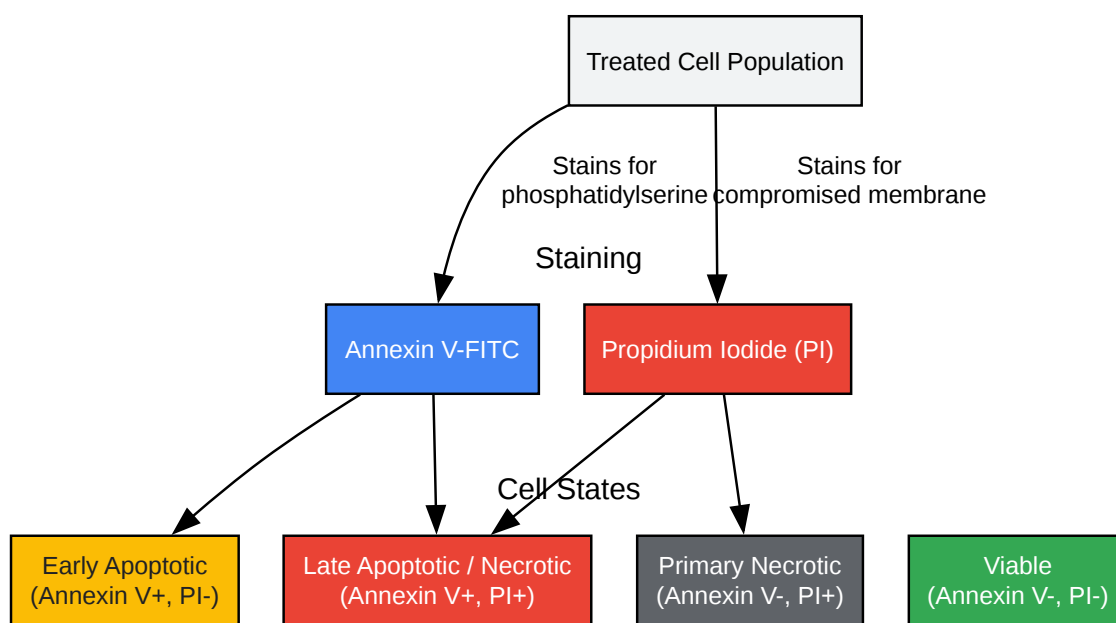 Treated Cell Population
Stains for
phosphatidylserine
Stains for
compromised membrane
Staining
Annexin V-FITC
Propidium Iodide (PI)
Cell States
Early Apoptotic
(Annexin V+, PI-)
Late Apoptotic / Necrotic
(Annexin V+, PI+)
Primary Necrotic
(Annexin V-, PI+)
Viable
(Annexin V-, PI-)